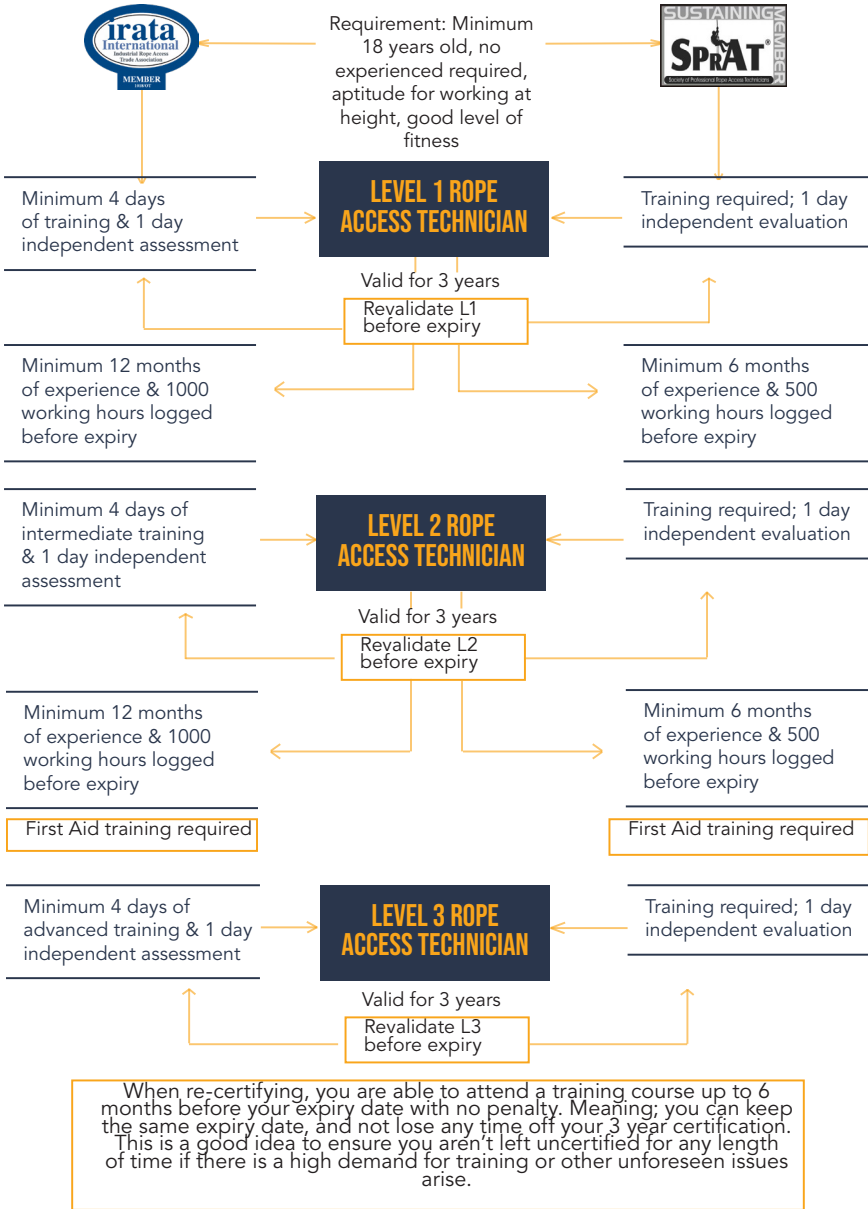 irata
International
Industrial Rope Access
Trade Association
MEMBER
Requirement: Minimum
18 years old, no
experienced required,
aptitude for working at
height, good level of
fitness
SUSTAINING
MEMBER
SPRAT®
Society of Professional Rope Access Technicians
Minimum 4 days
of training & 1 day
independent assessment
LEVEL 1 ROPE
ACCESS TECHNICIAN
Training required; 1 day
independent evaluation
Valid for 3 years
Revalidate L1
before expiry
Minimum 12 months
of experience & 1000
working hours logged
before expiry
Minimum 6 months
of experience & 500
working hours logged
before expiry
Minimum 4 days of
intermediate training
& 1 day independent
assessment
LEVEL 2 ROPE
ACCESS TECHNICIAN
Training required; 1 day
independent evaluation
Valid for 3 years
Revalidate L2
before expiry
Minimum 12 months
of experience & 1000
working hours logged
before expiry
Minimum 6 months
of experience & 500
working hours logged
before expiry
First Aid training required
First Aid training required
Minimum 4 days of
advanced training & 1 day
independent assessment
LEVEL 3 ROPE
ACCESS TECHNICIAN
Training required; 1 day
independent evaluation
Valid for 3 years
Revalidate L3
before expiry
When re-certifying, you are able to attend a training course up to 6
months before your expiry date with no penalty. Meaning; you can keep
the same expiry date, and not lose any time off your 3 year certification.
This is a good idea to ensure you aren't left uncertified for any length
of time if there is a high demand for training or other unforeseen issues
arise.